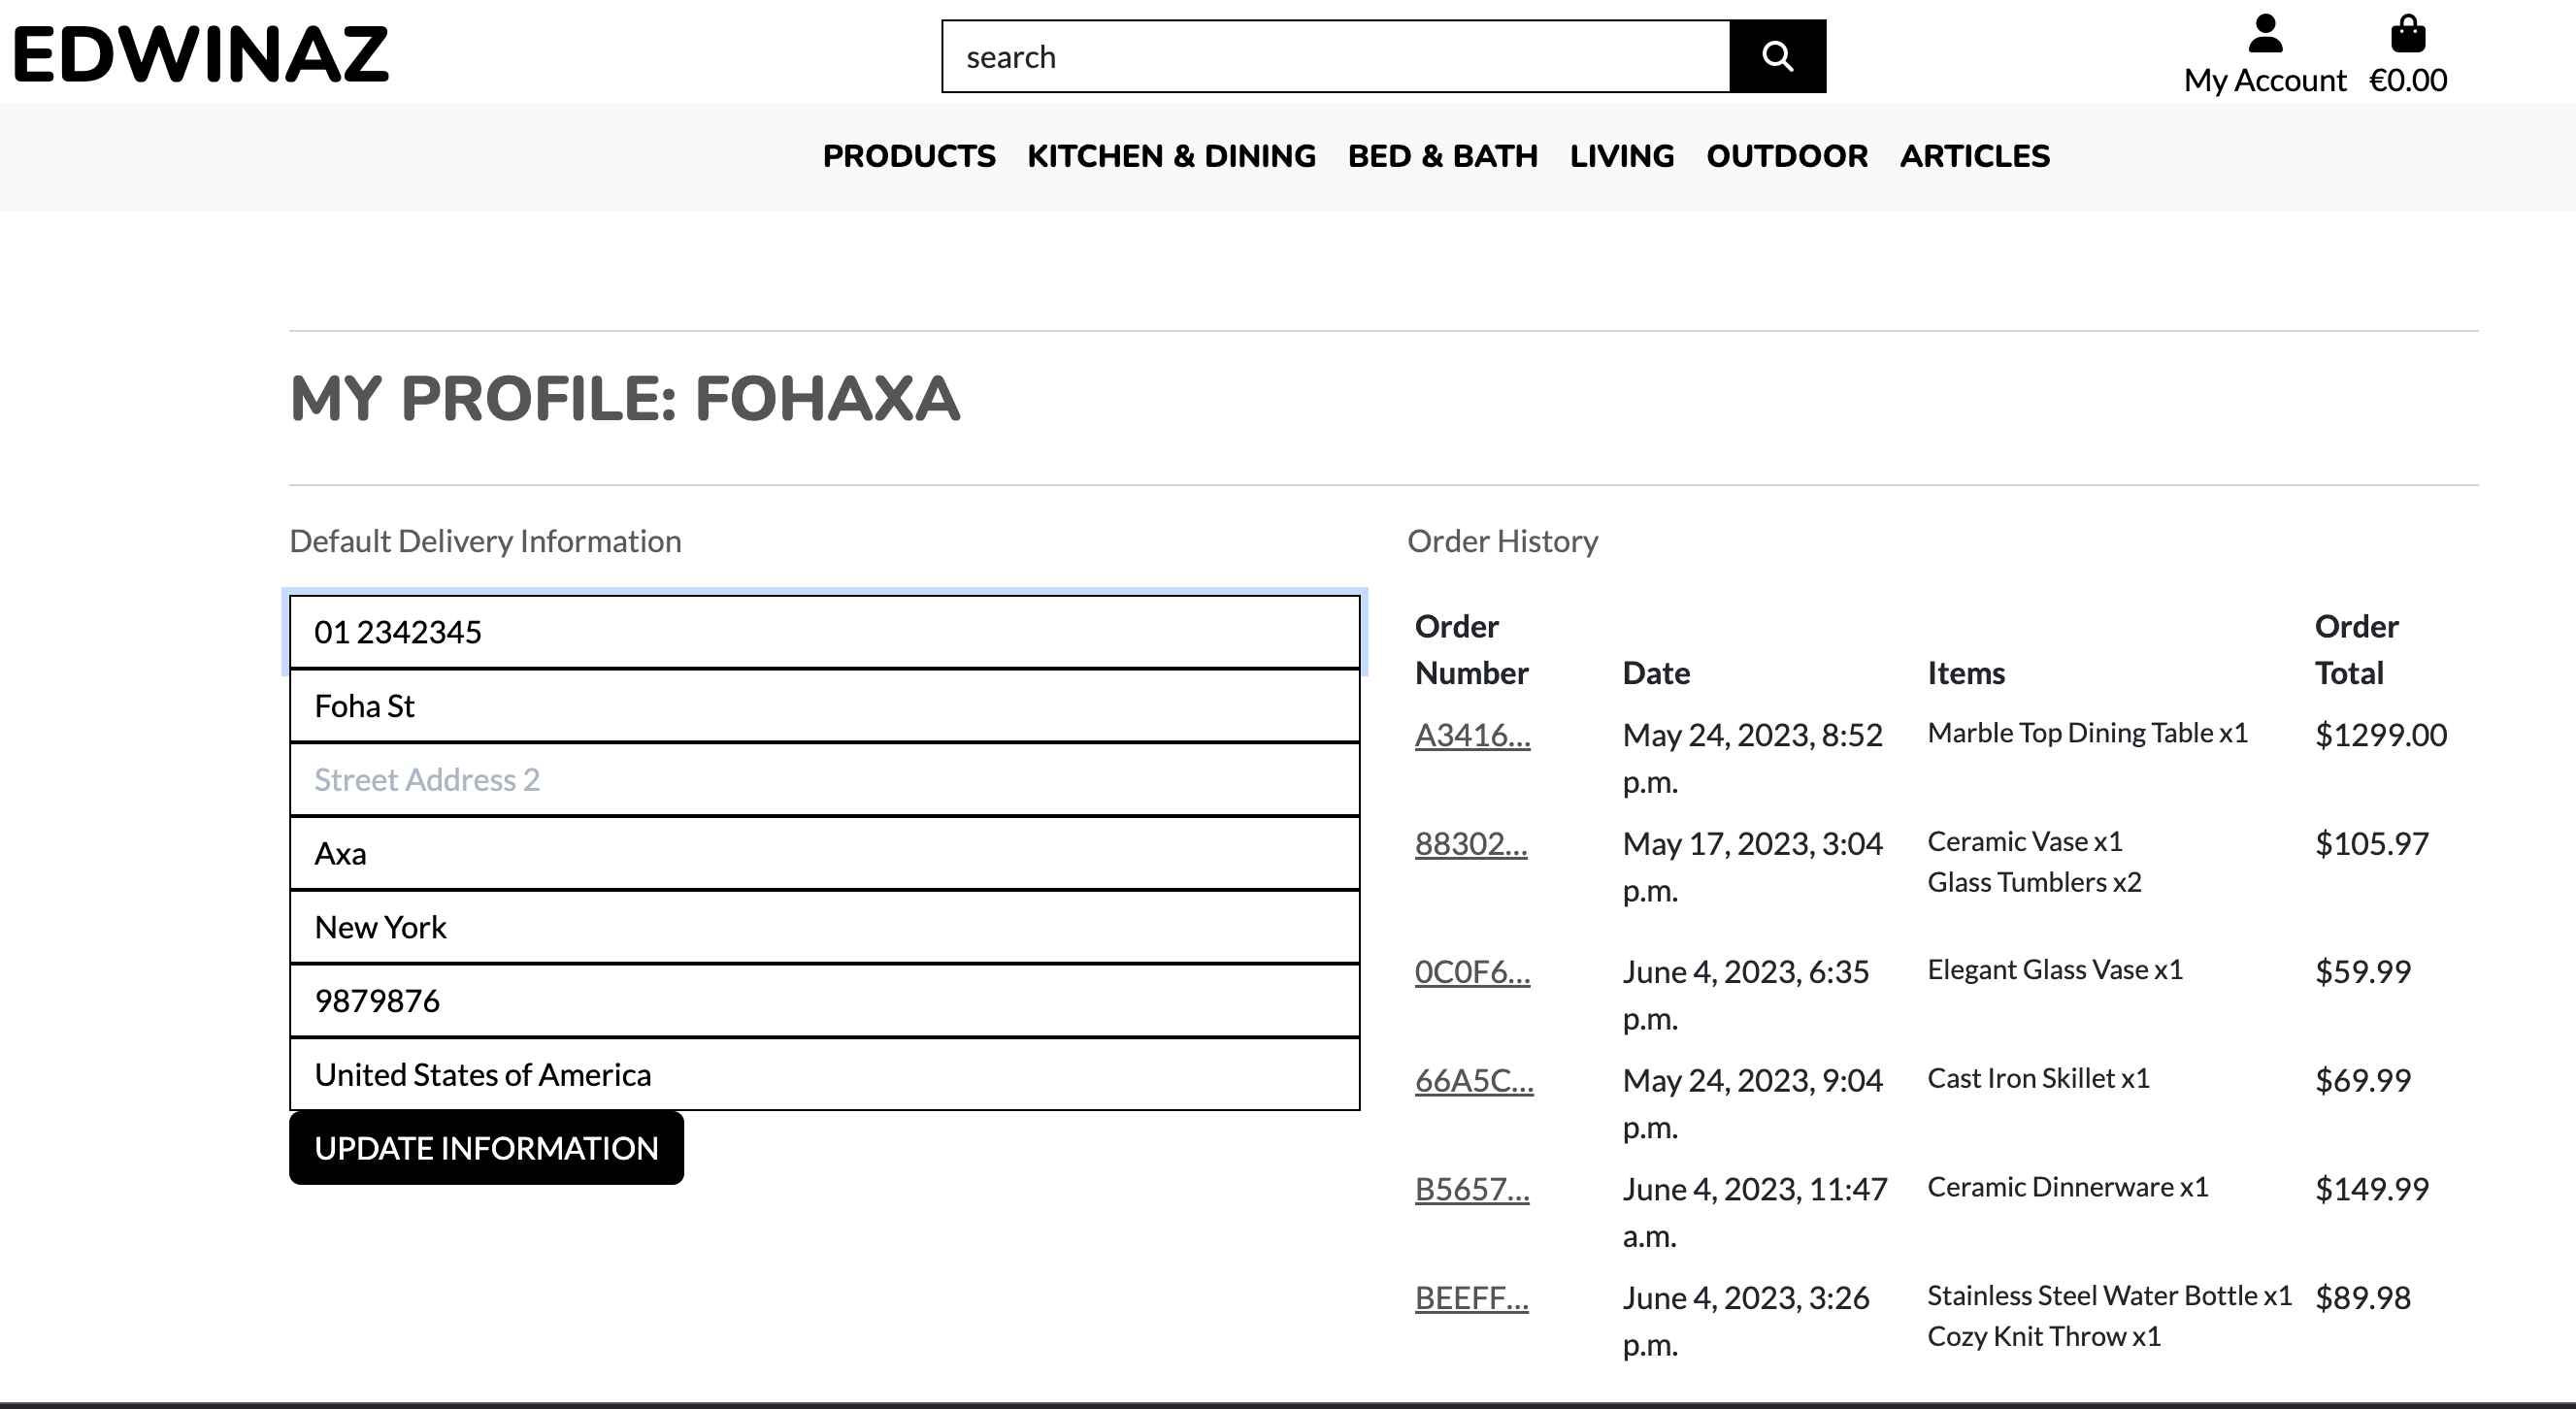 EDWINAZ
search
My Account
€0.00
PRODUCTS KITCHEN & DINING BED & BATH LIVING OUTDOOR ARTICLES
MY PROFILE: FOHAXA
Default Delivery Information
01 2342345
Foha St
Street Address 2
Axa
New York
9879876
United States of America
UPDATE INFORMATION
Order History
Order Number Date Items Order Total
A3416... May 24, 2023, 8:52 p.m. Marble Top Dining Table x1 $1299.00
88302... May 17, 2023, 3:04 p.m. Ceramic Vase x1 $105.97
Glass Tumblers x2
0C0F6... June 4, 2023, 6:35 p.m. Elegant Glass Vase x1 $59.99
66A5C... May 24, 2023, 9:04 p.m. Cast Iron Skillet x1 $69.99
B5657... June 4, 2023, 11:47 a.m. Ceramic Dinnerware x1 $149.99
BEEFF... June 4, 2023, 3:26 p.m. Stainless Steel Water Bottle x1 $89.98
Cozy Knit Throw x1